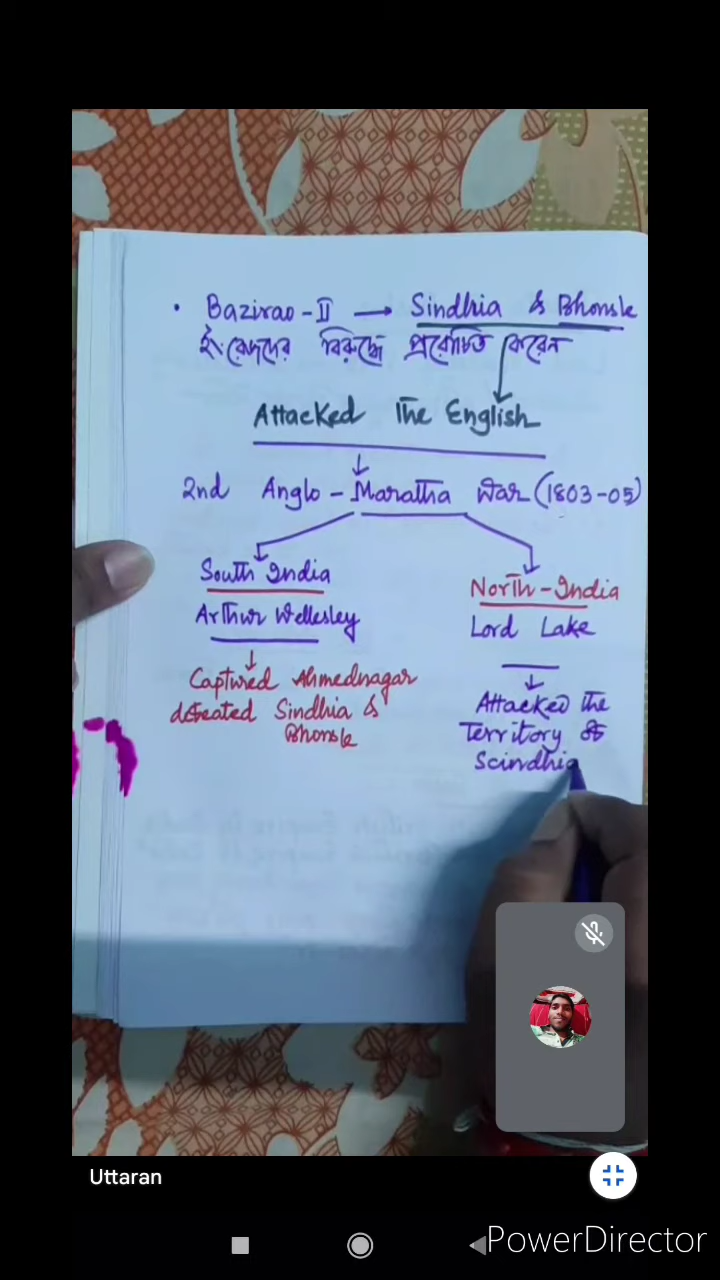 • Bazirao - II → Sindhia & Bhonsle
ইংরেজদের বিরুদ্ধে প্ররোচিত করেন
Attacked The English
2nd Anglo - Maratha War (1803-05)
South India
North-India
Arthur Wellesley
Lord Lake
Captured Ahmednagar
defeated Sindhia &
Bhonsle
Attacked the
Territory of
Scindhia
Uttaran
PowerDirector